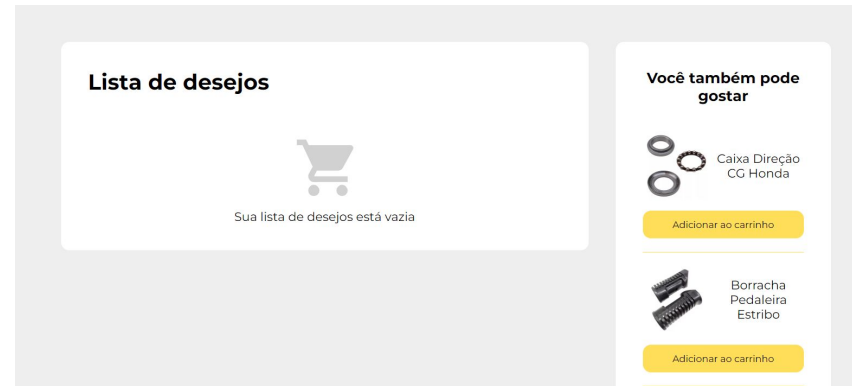 Lista de desejos
Sua lista de desejos está vazia
Você também pode
gostar
Caixa Direção
CG Honda
Adicionar ao carrinho
Borracha
Pedaleira
Estribo
Adicionar ao carrinho